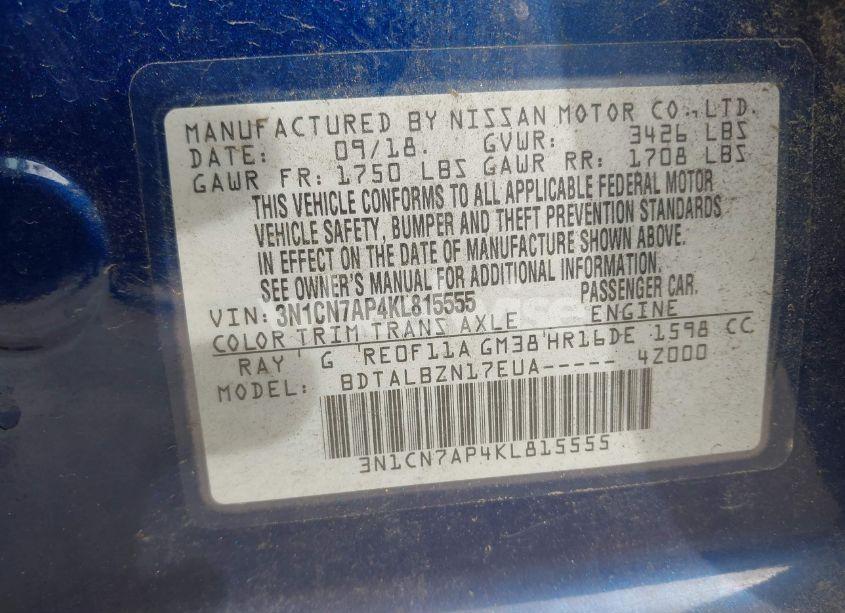 MANUFACTURED BY NISSAN MOTOR CO., LTD.
DATE: 09/18. GVWR: 3426 LBS
GAWR FR: 1750 LBS GAWR RR: 1708 LBS
THIS VEHICLE CONFORMS TO ALL APPLICABLE FEDERAL MOTOR
VEHICLE SAFETY, BUMPER AND THEFT PREVENTION STANDARDS
IN EFFECT ON THE DATE OF MANUFACTURE SHOWN ABOVE.
SEE OWNER'S MANUAL FOR ADDITIONAL INFORMATION.
VIN: 3N1CN7AP4KL815555 PASSENGER CAR.
COLOR TRIM TRANS AXLE ENGINE
RAY G RE0F11A GM38 HR16DE 1598 CC
MODEL: BDTALBZN17EUA----- 4Z000
3N1CN7AP4KL815555